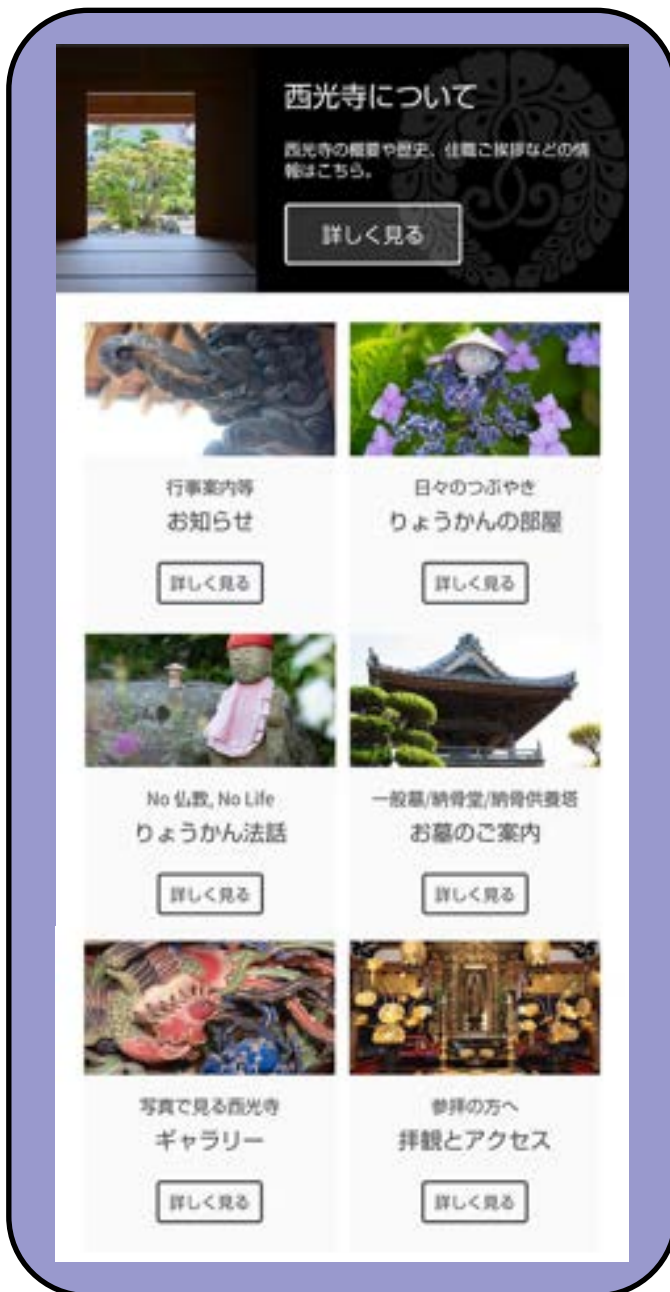 西光寺について
西光寺の概要や歴史、住職ご挨拶などの情
報はこちら。
詳しく見る
行事案内等
お知らせ
詳しく見る
日々のつぶやき
りょうかんの部屋
詳しく見る
No 仏教, No Life
りょうかん法話
詳しく見る
一般墓/納骨堂/納骨供養塔
お墓のご案内
詳しく見る
写真で見る西光寺
ギャラリー
詳しく見る
参拝の方へ
拝観とアクセス
詳しく見る